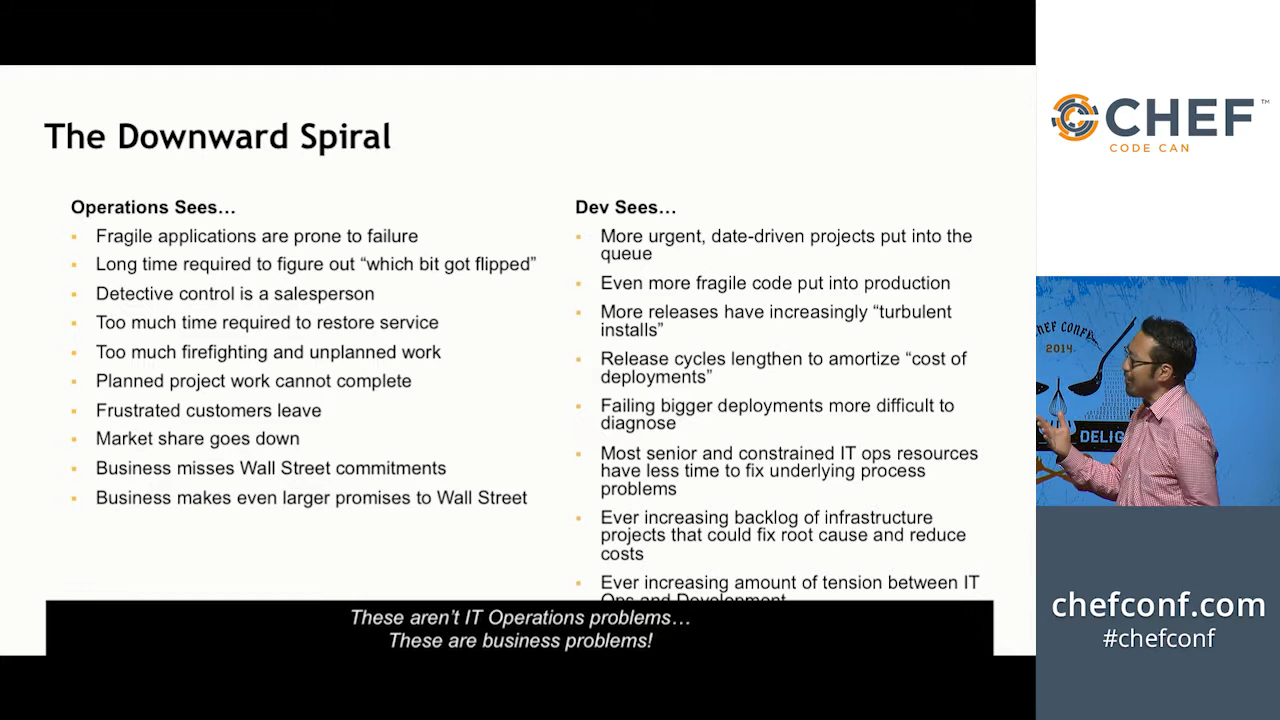 The Downward Spiral
Operations Sees…
▪ Fragile applications are prone to failure
▪ Long time required to figure out “which bit got flipped”
▪ Detective control is a salesperson
▪ Too much time required to restore service
▪ Too much firefighting and unplanned work
▪ Planned project work cannot complete
▪ Frustrated customers leave
▪ Market share goes down
▪ Business misses Wall Street commitments
▪ Business makes even larger promises to Wall Street
Dev Sees…
▪ More urgent, date-driven projects put into the
queue
▪ Even more fragile code put into production
▪ More releases have increasingly “turbulent
installs”
▪ Release cycles lengthen to amortize “cost of
deployments”
▪ Failing bigger deployments more difficult to
diagnose
▪ Most senior and constrained IT ops resources
have less time to fix underlying process
problems
▪ Ever increasing backlog of infrastructure
projects that could fix root cause and reduce
costs
▪ Ever increasing amount of tension between IT
Ops and Development
These aren’t IT Operations problems…
These are business problems!
CHEF™
CODE CAN
2014
chefconf.com
#chefconf